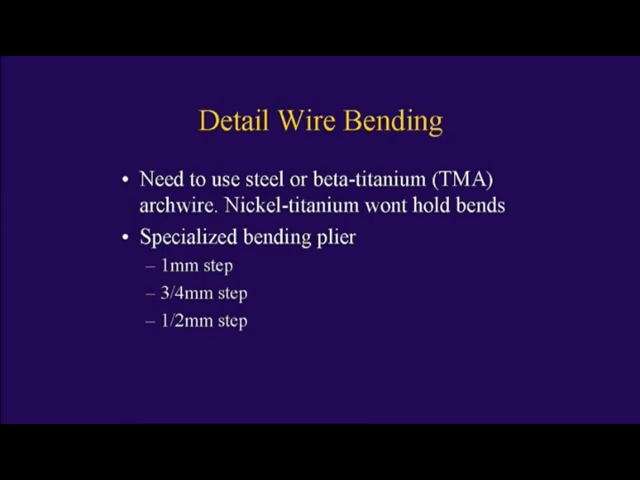 Detail Wire Bending
• Need to use steel or beta-titanium (TMA)
archwire. Nickel-titanium wont hold bends
• Specialized bending plier
– 1mm step
– 3/4mm step
– 1/2mm step